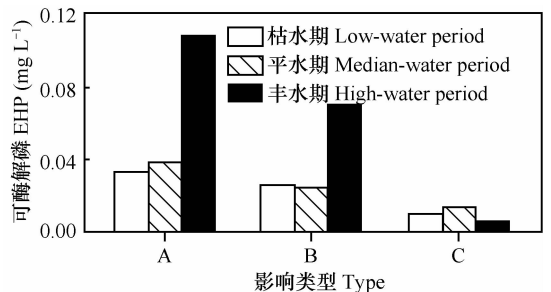 可酶解磷 EHP (mg L⁻¹)
0.12
0.08
0.04
0.00
枯水期 Low-water period
平水期 Median-water period
丰水期 High-water period
A B C
影响类型 Type